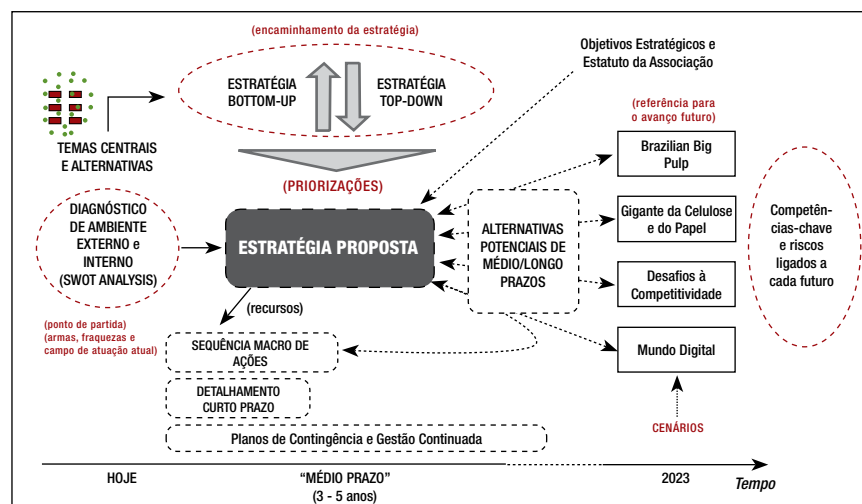 (encaminhamento da estratégia)
ESTRATÉGIA
BOTTOM-UP
ESTRATÉGIA
TOP-DOWN
Objetivos Estratégicos e
Estatuto da Associação
TEMAS CENTRAIS
E ALTERNATIVAS
(PRIORIZAÇÕES)
(referência para
o avanço futuro)
DIAGNÓSTICO
DE AMBIENTE
EXTERNO e
INTERNO
(SWOT ANALYSIS)
ESTRATÉGIA PROPOSTA
ALTERNATIVAS
POTENCIAIS DE
MÉDIO/LONGO
PRAZOS
Brazilian Big
Pulp
Gigante da Celulose
e do Papel
Desafios à
Competitividade
Mundo Digital
Competên-
cias-chave
e riscos
ligados a
cada futuro
(ponto de partida)
(armas, fraquezas e
campo de atuação atual)
(recursos)
SEQUÊNCIA MACRO DE
AÇÕES
DETALHAMENTO
CURTO PRAZO
Planos de Contingência e Gestão Continuada
CENÁRIOS
HOJE
“MÉDIO PRAZO”
(3 - 5 anos)
2023
Tempo